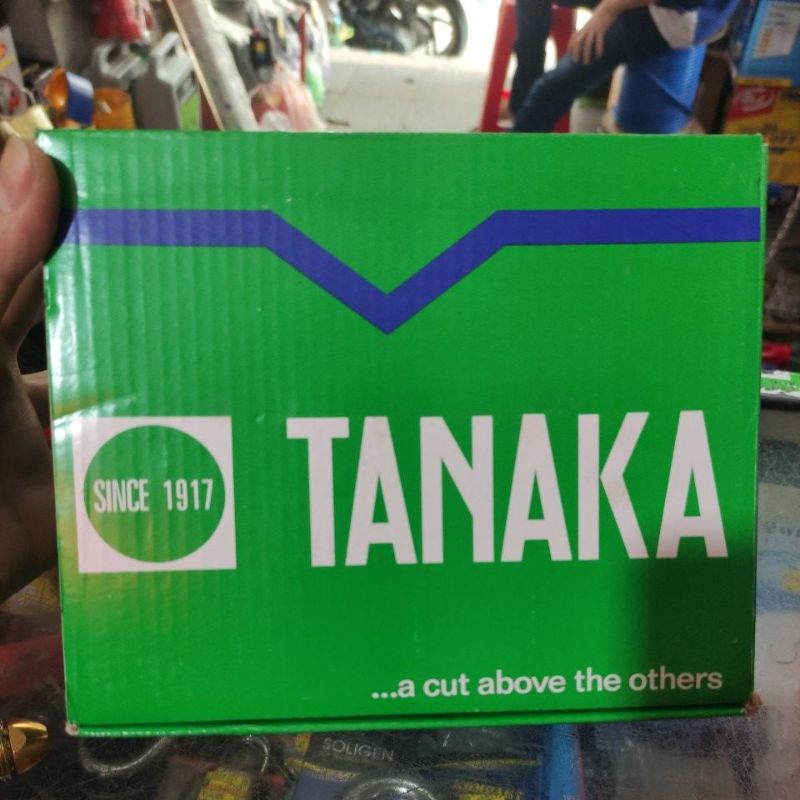 SINCE 1917
TANAKA
...a cut above the others
SOLIGEN